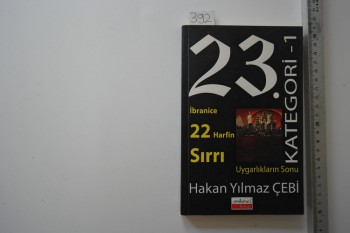 392
23.
KATEGORİ-1
İbranice
22 Harfin
Sırrı
Uygarlıkların Sonu
Hakan Yılmaz ÇEBİ